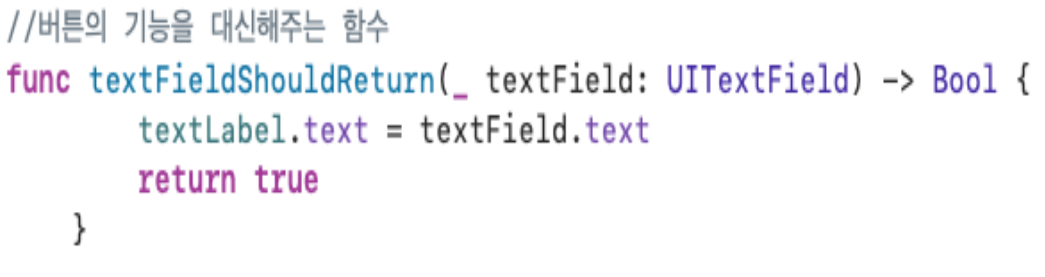 //버튼의 기능을 대신해주는 함수
func textFieldShouldReturn(_ textField: UITextField) -> Bool {
textLabel.text = textField.text
return true
}